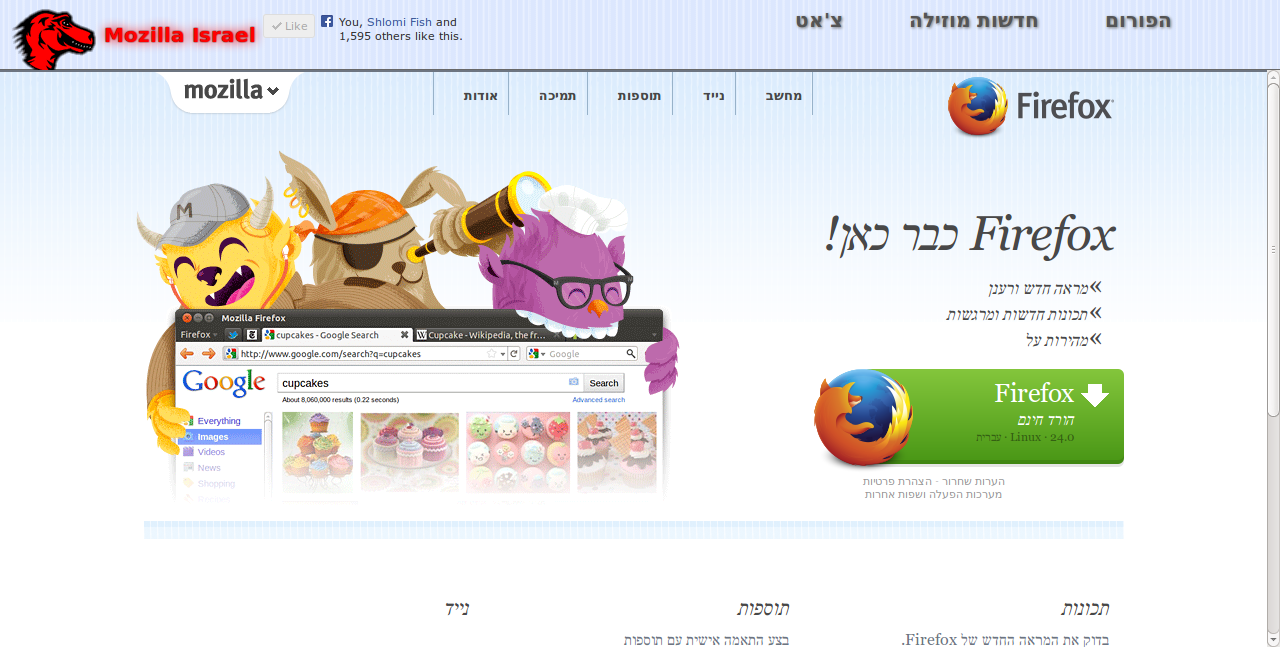 Mozilla Israel
Like
You, Shlomi Fish and
1,595 others like this.
הפורום
חדשות מוזילה
צ'אט
mozilla
מחשב
נייד
תוספות
תמיכה
אודות
Firefox
M
Firefox כבר כאן!
»מראה חדש ורענן
»תכונות חדשות ומרגשות
»מהירות על
Mozilla Firefox
Firefox
cupcakes - Google Search
Cupcake - Wikipedia, the fr...
http://www.google.com/search?q=cupcakes
Google
Google
cupcakes
Search
About 8,060,000 results (0.22 seconds)
Advanced search
Everything
Images
Videos
News
Shopping
Firefox
הורד חינם
עברית · Linux · 24.0
הערות שחרור · הצהרת פרטיות
מערכות הפעלה ושפות אחרות
תכונות
בדוק את המראה החדש של Firefox.
תוספות
בצע התאמה אישית עם תוספות
נייד